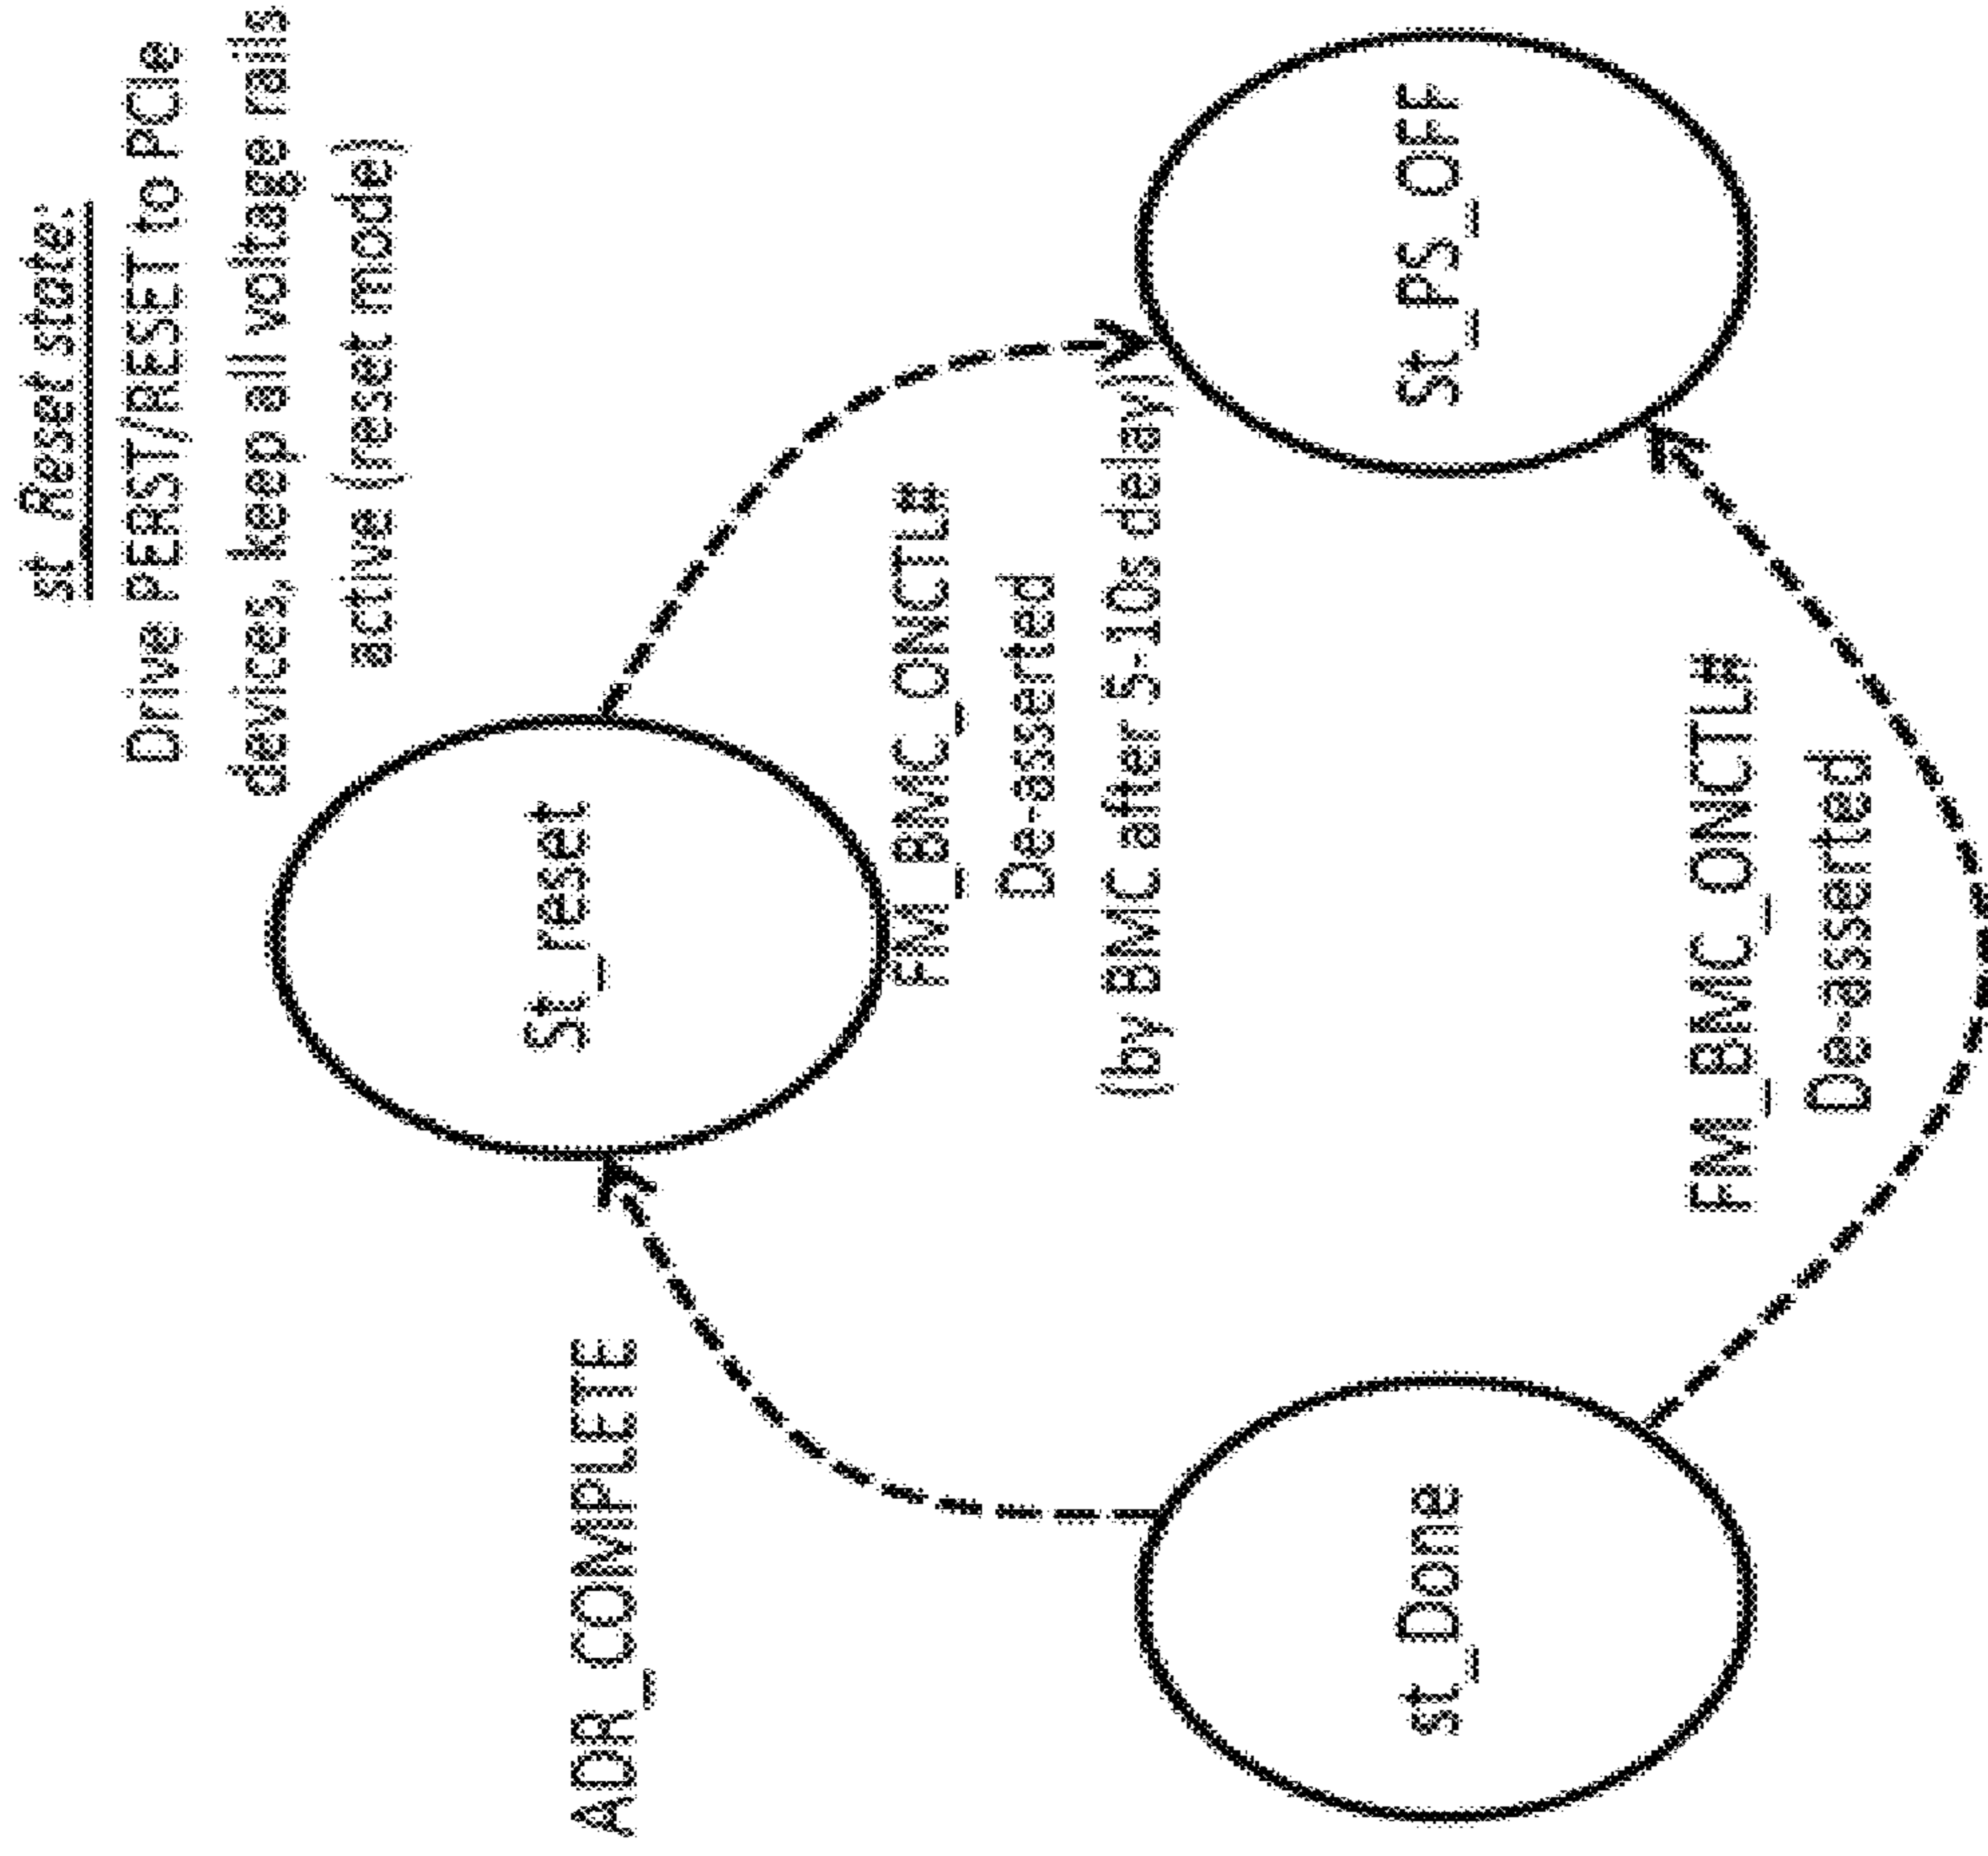 st_Reset state:
Drive PERST/RESET to PCIe
devices, keep all voltage rails
active (reset mode)
ADR_COMPLETE
St_reset
FM_BMC_ONCTL#
De-asserted
(by BMC after 5-10s delay)
st_Done
St_PS_OFF
FM_BMC_ONCTL#
De-asserted